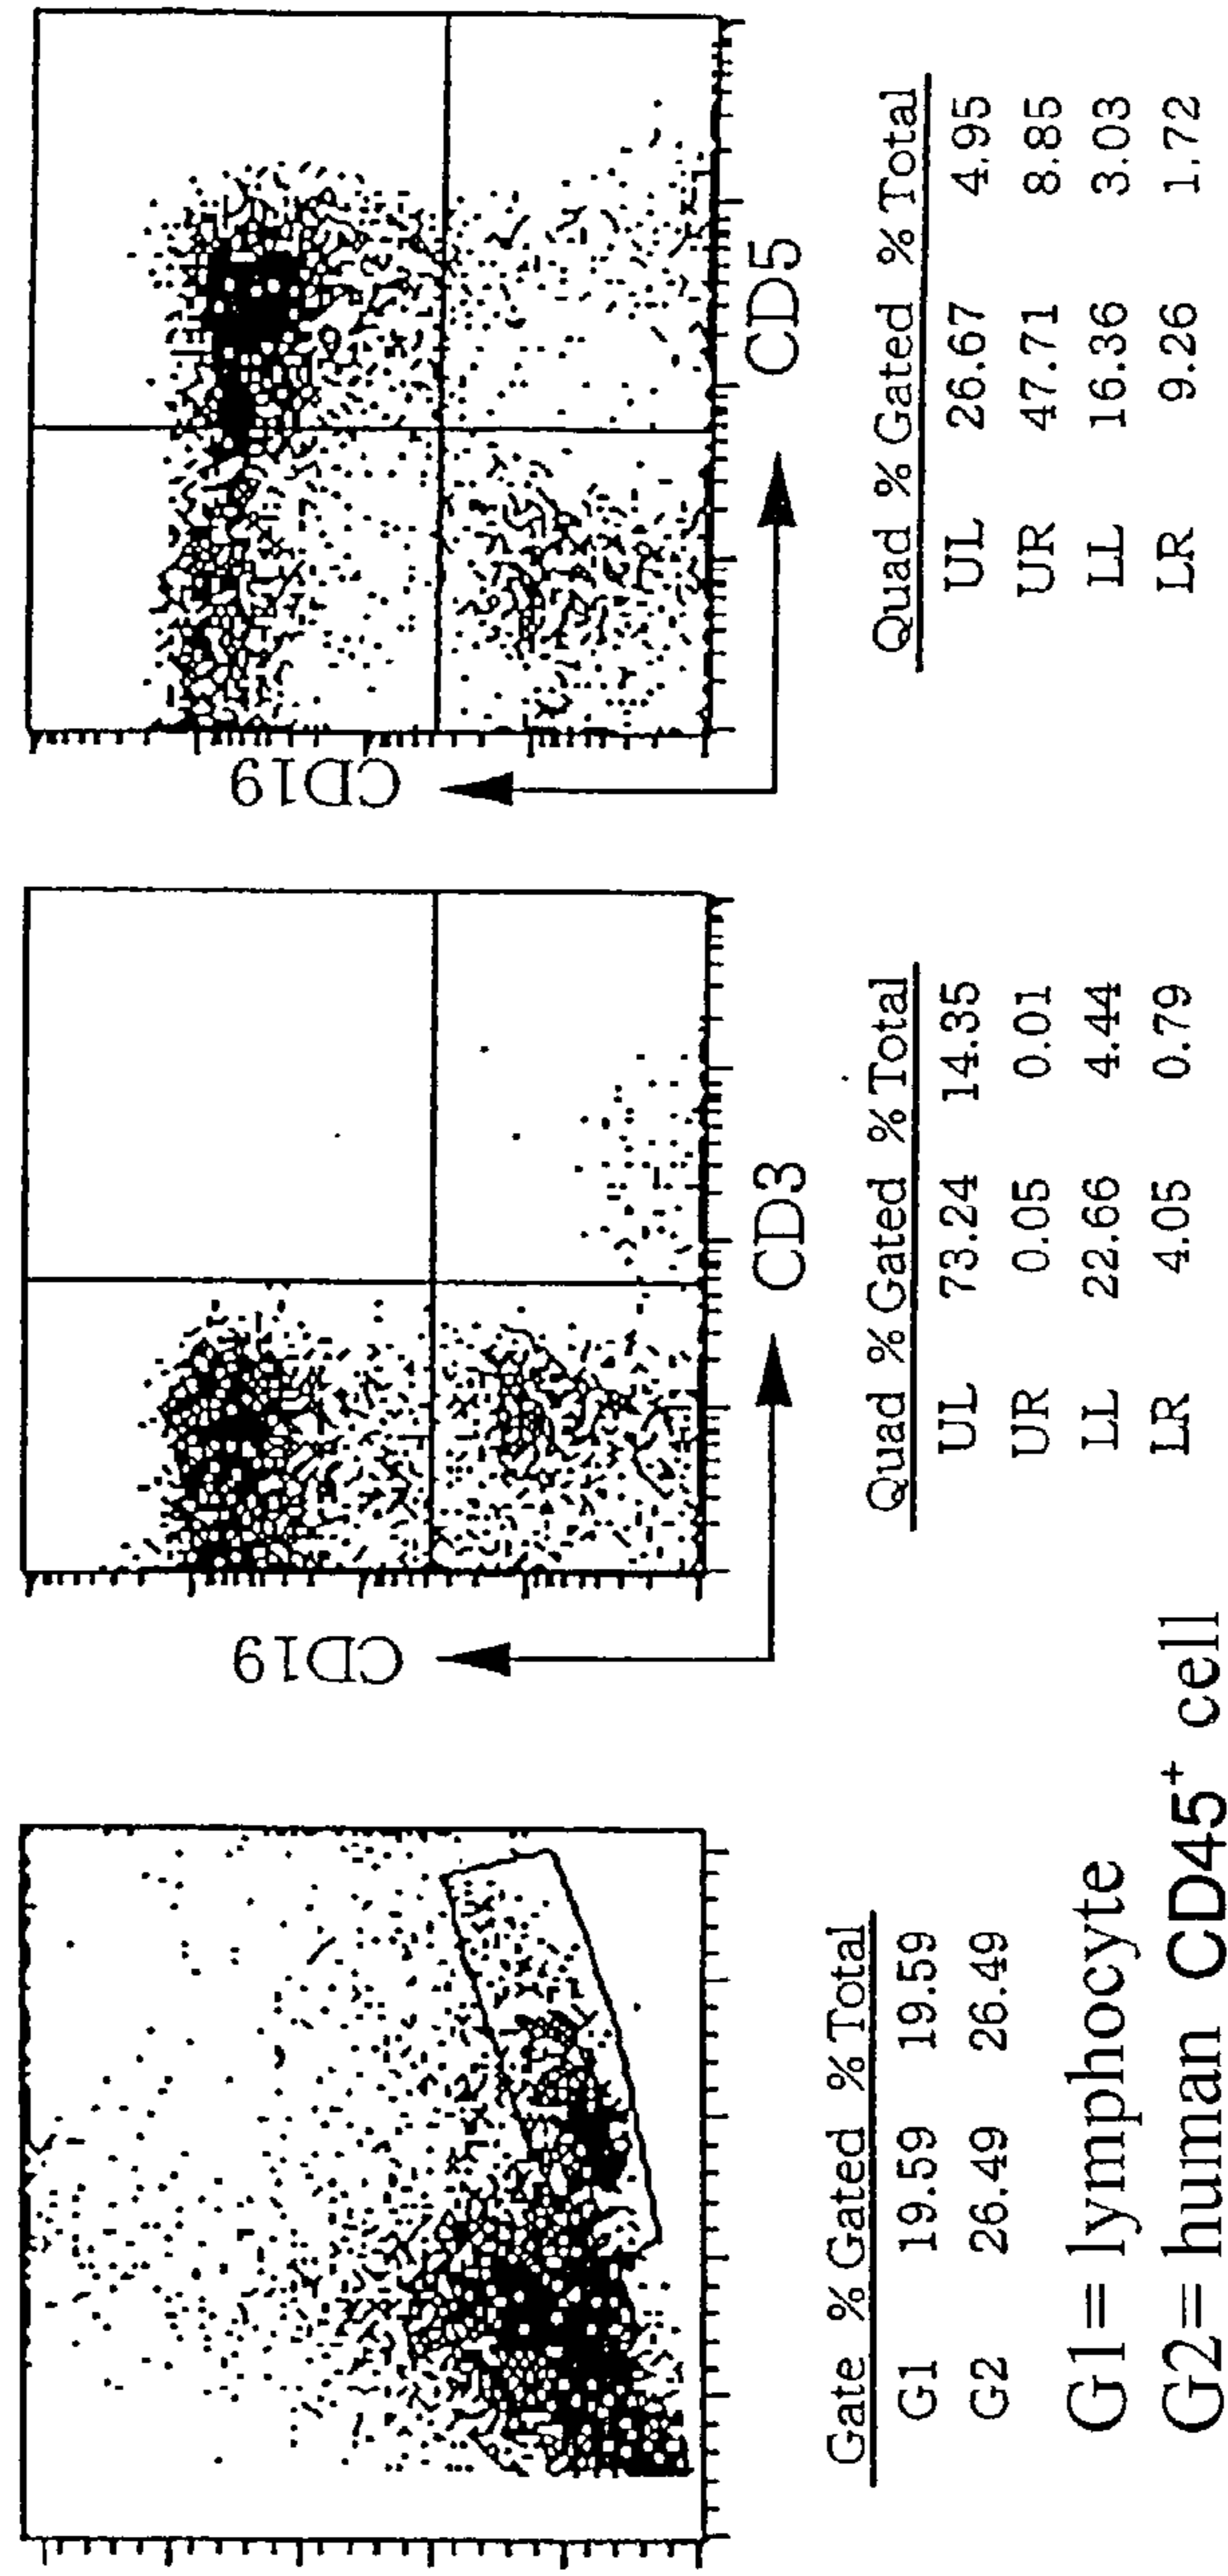 CD19
CD3
CD19
CD5
Gate % Gated % Total
G1 19.59 19.59
G2 26.49 26.49
G1= lymphocyte
G2= human CD45⁺ cell
Quad % Gated % Total
UL 73.24 14.35
UR 0.05 0.01
LL 22.66 4.44
LR 4.05 0.79
Quad % Gated % Total
UL 26.67 4.95
UR 47.71 8.85
LL 16.36 3.03
LR 9.26 1.72